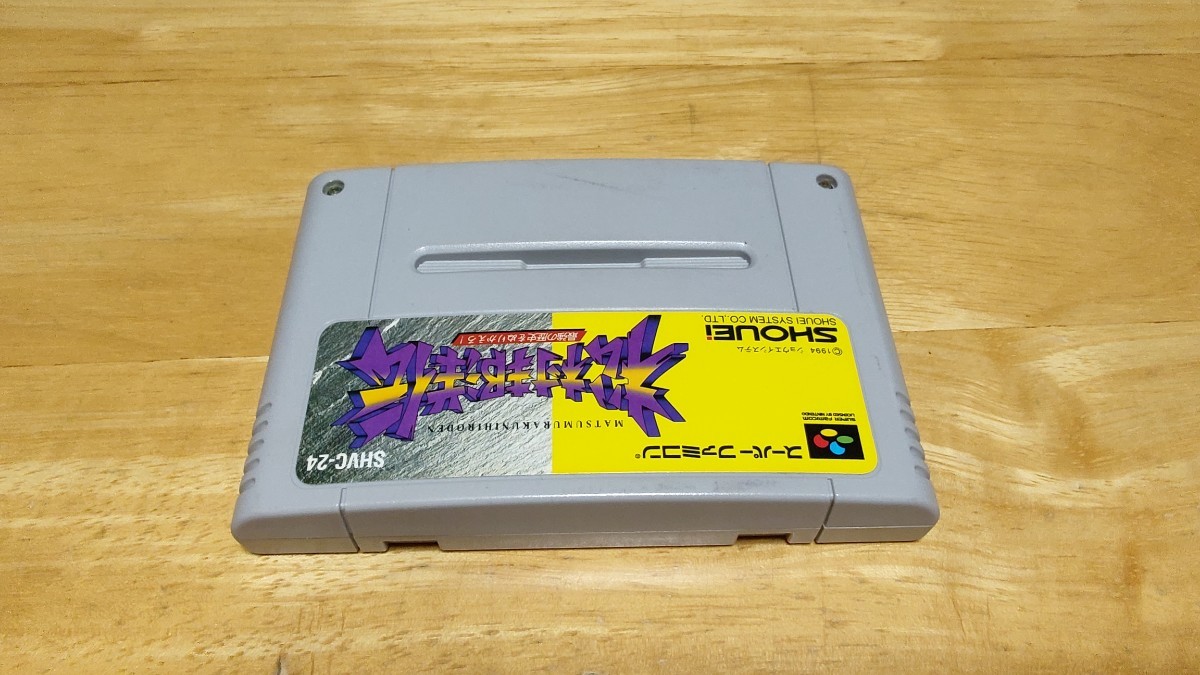 SHVC-24
MATSUMURAKUNIHIRODEN
松村邦洋伝
最強の歴史をぬりかえろ!
スーパーファミコン®
SUPER FAMICOM
LICENSED BY NINTENDO
©1994 ショウエイシステム
SHOUEi
SHOUEI SYSTEM CO.,LTD.